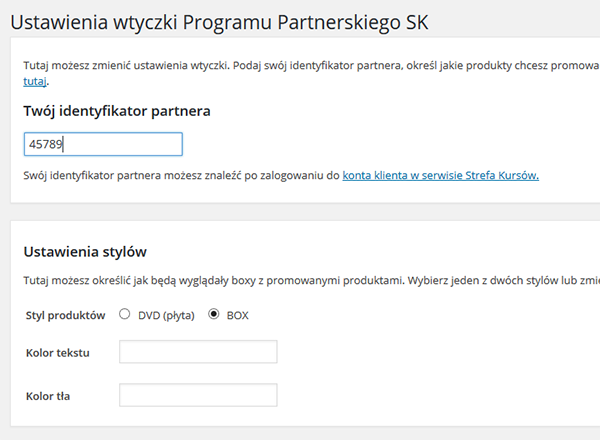 Ustawienia wtyczki Programu Partnerskiego SK
Tutaj możesz zmienić ustawienia wtyczki. Podaj swój identyfikator partnera, określ jakie produkty chcesz promowa
tutaj.
Twój identyfikator partnera
45789
Swój identyfikator partnera możesz znaleźć po zalogowaniu do konta klienta w serwisie Strefa Kursów.
Ustawienia stylów
Tutaj możesz określić jak będą wyglądały boxy z promowanymi produktami. Wybierz jeden z dwóch stylów lub zmie
Styl produktów DVD (płyta) BOX
Kolor tekstu
Kolor tła